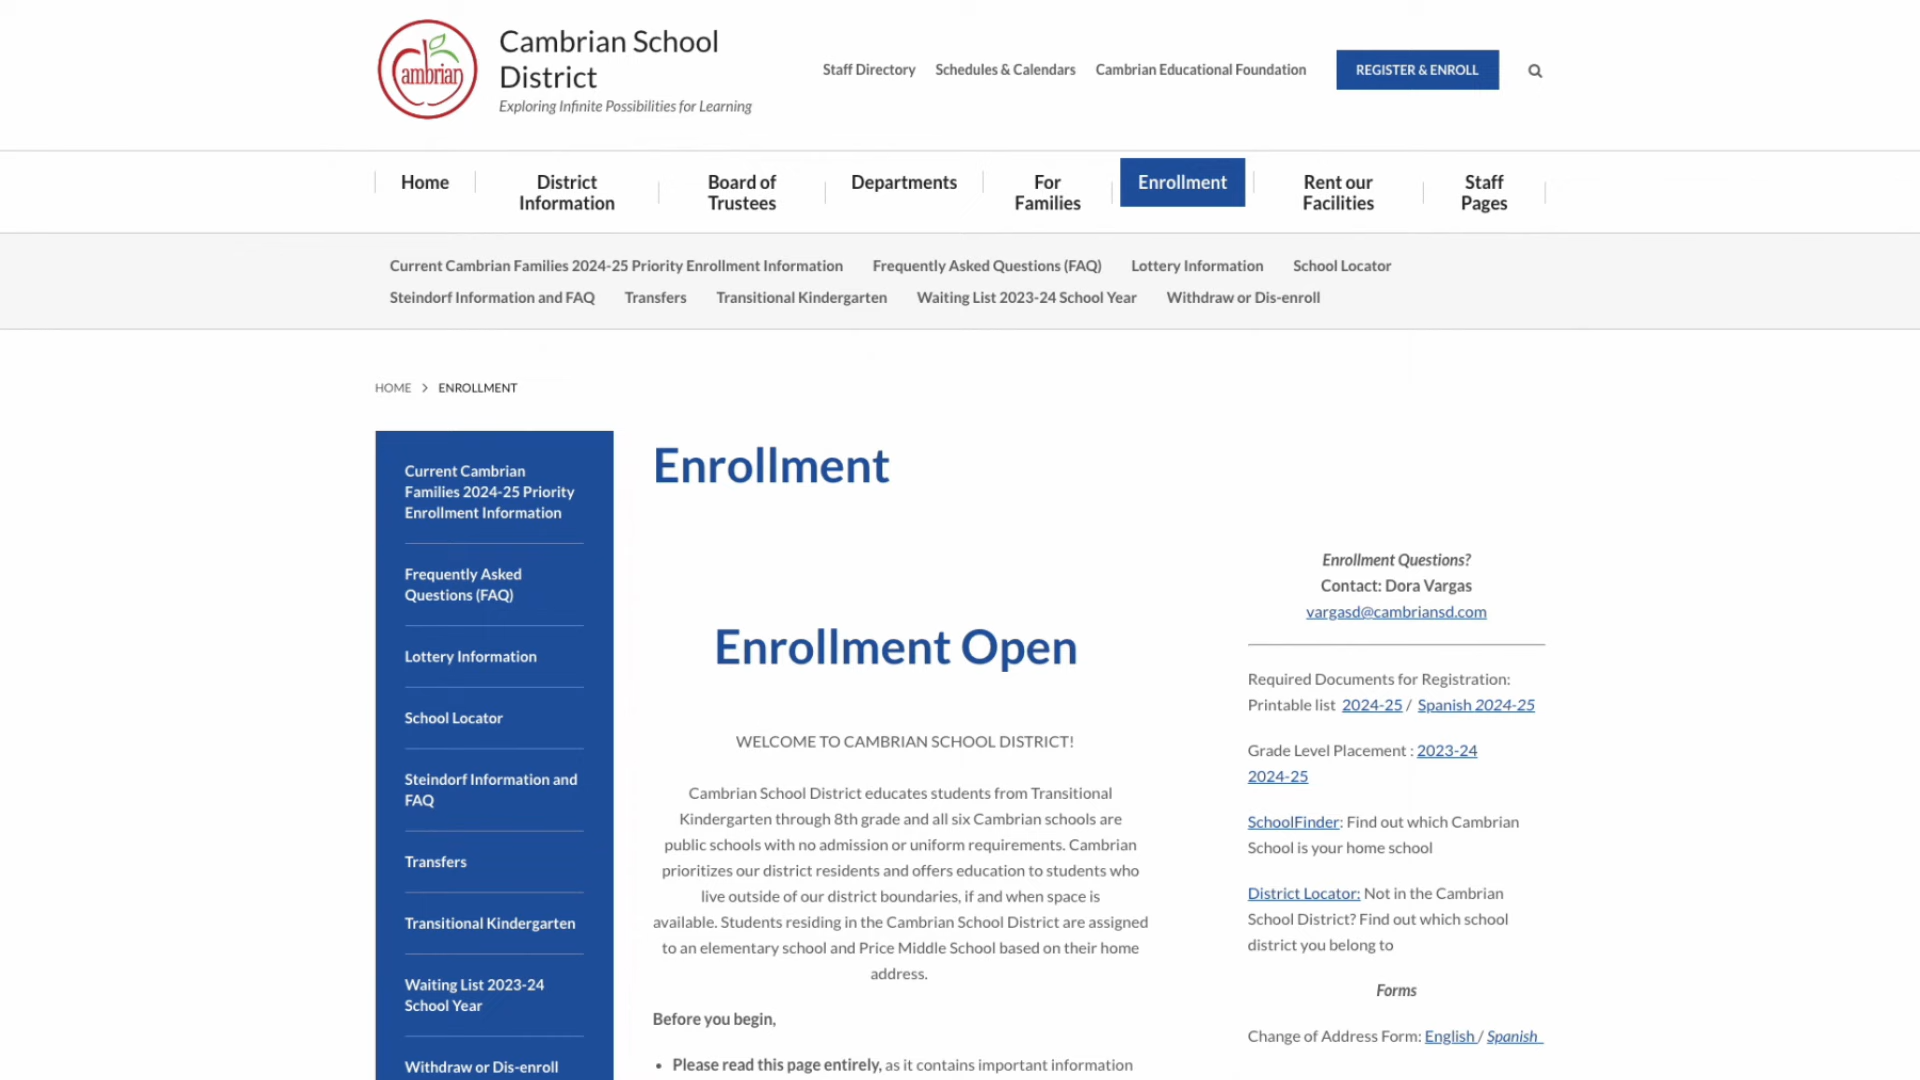 ambrian
Cambrian School
District
Exploring Infinite Possibilities for Learning
Staff Directory
Schedules & Calendars
Cambrian Educational Foundation
REGISTER & ENROLL
Home
District
Information
Board of
Trustees
Departments
For
Families
Enrollment
Rent our
Facilities
Staff
Pages
Current Cambrian Families 2024-25 Priority Enrollment Information
Frequently Asked Questions (FAQ)
Lottery Information
School Locator
Steindorf Information and FAQ
Transfers
Transitional Kindergarten
Waiting List 2023-24 School Year
Withdraw or Dis-enroll
HOME > ENROLLMENT
Current Cambrian
Families 2024-25 Priority
Enrollment Information
Frequently Asked
Questions (FAQ)
Lottery Information
School Locator
Steindorf Information and
FAQ
Transfers
Transitional Kindergarten
Waiting List 2023-24
School Year
Withdraw or Dis-enroll
Enrollment
Enrollment Open
WELCOME TO CAMBRIAN SCHOOL DISTRICT!
Cambrian School District educates students from Transitional
Kindergarten through 8th grade and all six Cambrian schools are
public schools with no admission or uniform requirements. Cambrian
prioritizes our district residents and offers education to students who
live outside of our district boundaries, if and when space is
available. Students residing in the Cambrian School District are assigned
to an elementary school and Price Middle School based on their home
address.
Before you begin,
• Please read this page entirely, as it contains important information
Enrollment Questions?
Contact: Dora Vargas
vargasd@cambriansd.com
Required Documents for Registration:
Printable list 2024-25 / Spanish 2024-25
Grade Level Placement : 2023-24
2024-25
SchoolFinder: Find out which Cambrian
School is your home school
District Locator: Not in the Cambrian
School District? Find out which school
district you belong to
Forms
Change of Address Form: English / Spanish